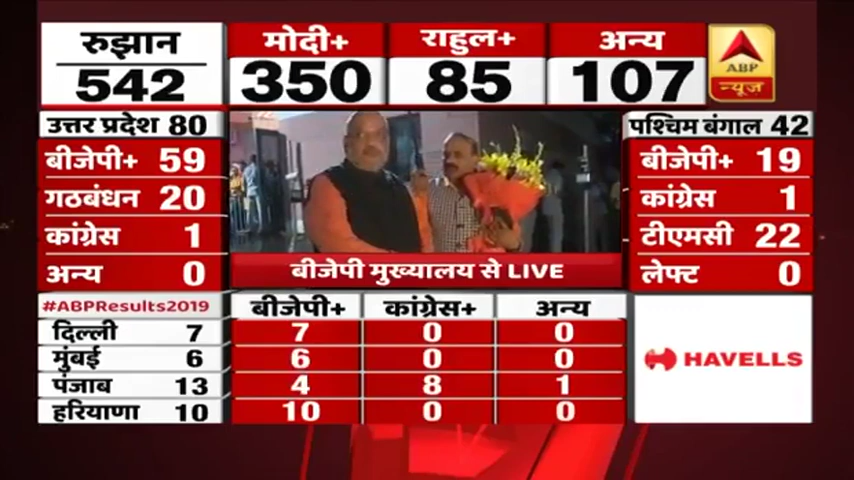 रुझान 542
मोदी+ 350
राहुल+ 85
अन्य 107
ABP न्यूज़
उत्तर प्रदेश 80
बीजेपी+ 59
गठबंधन 20
कांग्रेस 1
अन्य 0
बीजेपी मुख्यालय से LIVE
पश्चिम बंगाल 42
बीजेपी+ 19
कांग्रेस 1
टीएमसी 22
लेफ्ट 0
#ABPResults2019 बीजेपी+ कांग्रेस+ अन्य
दिल्ली 7 7 0 0
मुंबई 6 6 0 0
पंजाब 13 4 8 1
हरियाणा 10 10 0 0
HAVELLS